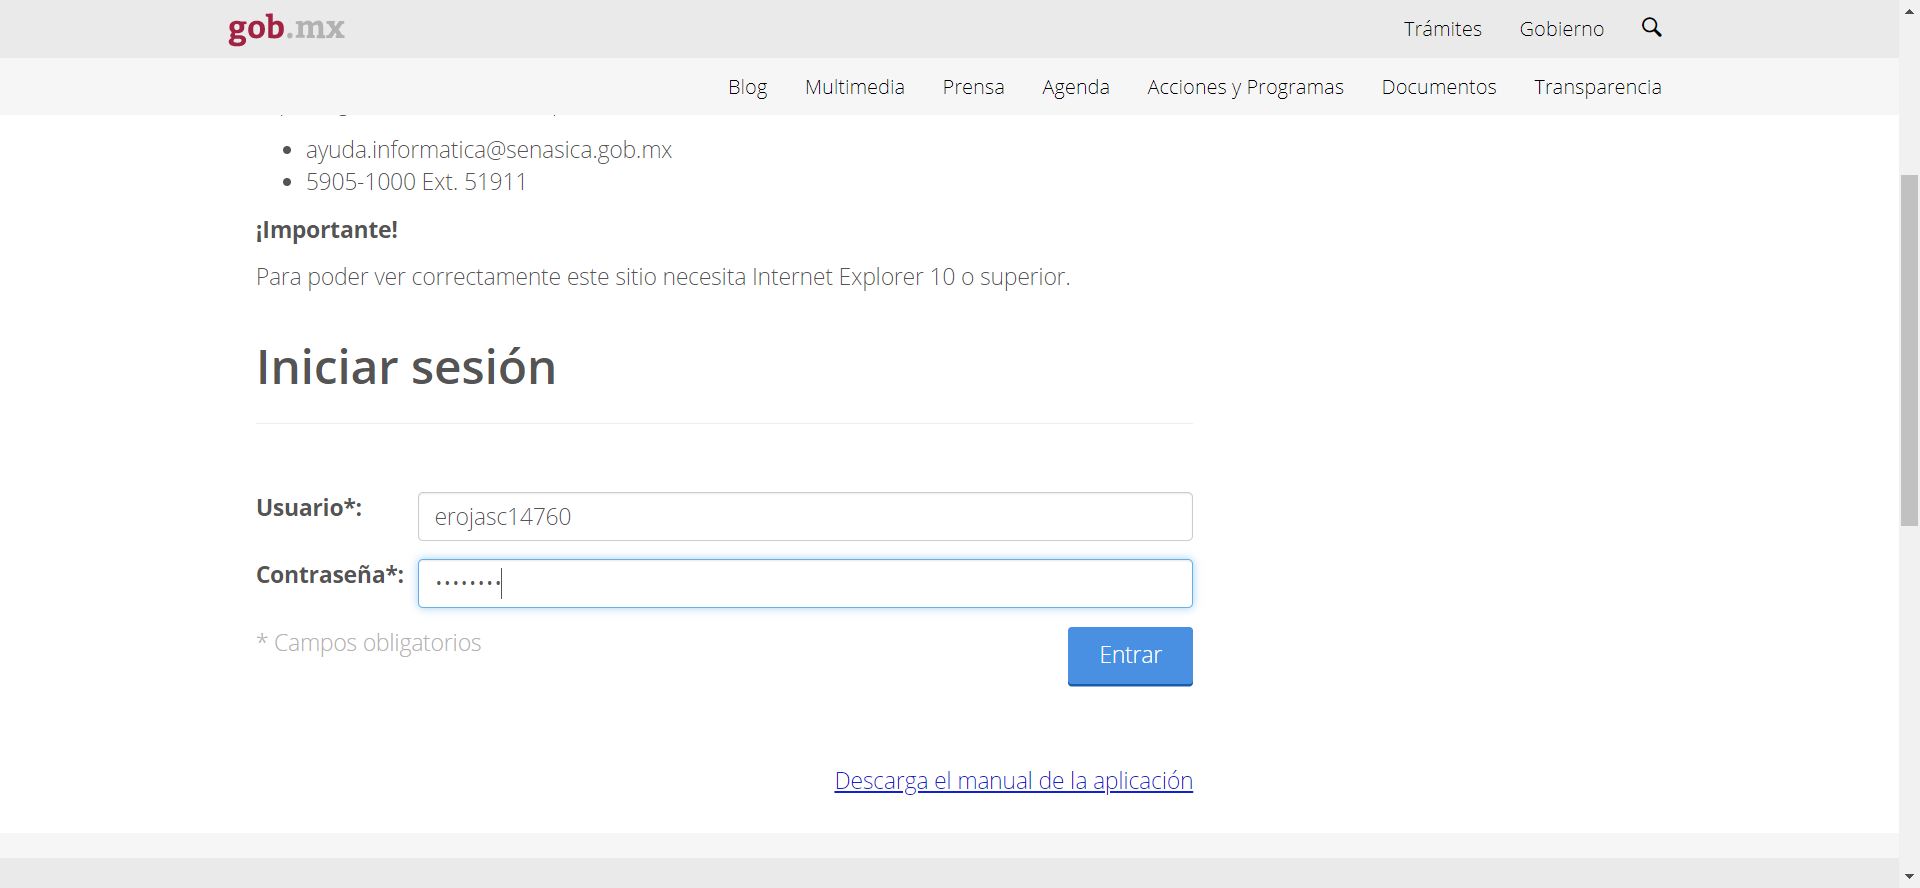 gob.mx
Trámites Gobierno
Blog Multimedia Prensa Agenda Acciones y Programas Documentos Transparencia
ayuda.informatica@senasica.gob.mx
5905-1000 Ext. 51911
¡Importante!
Para poder ver correctamente este sitio necesita Internet Explorer 10 o superior.
Iniciar sesión
Usuario*: erojasc14760
Contraseña*: ········
* Campos obligatorios
Entrar
Descarga el manual de la aplicación